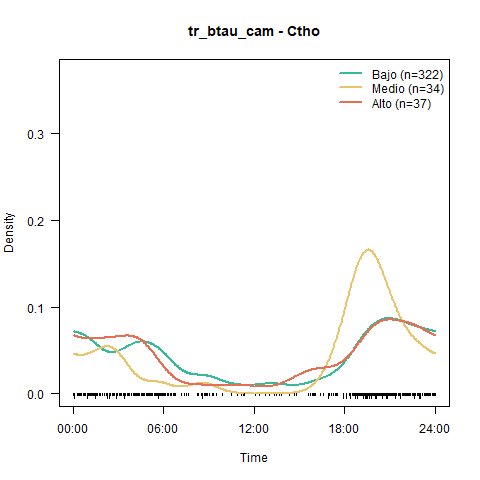 tr_btau_cam - Ctho
Bajo (n=322)
Medio (n=34)
Alto (n=37)
Density
0.3
0.2
0.1
0.0
00:00 06:00 12:00 18:00 24:00
Time